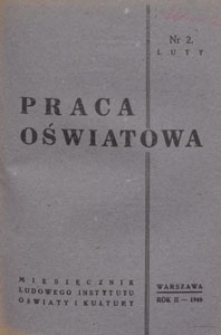 Nr 2.
LUTY
PRACA
OŚWIATOWA
MIESIĘCZNIK
LUDOWEGO INSTYTUTU
OŚWIATY I KULTURY
WARSZAWA
ROK II — 1946